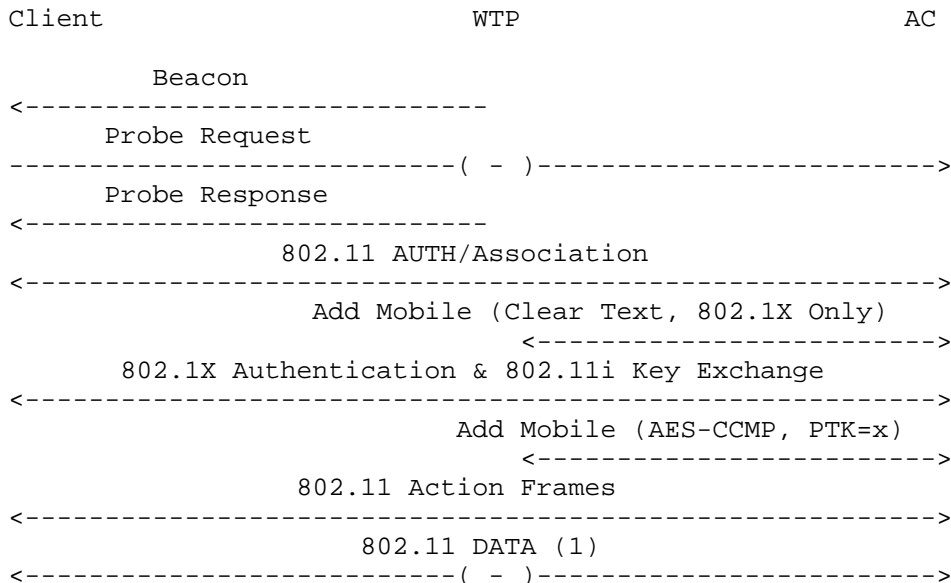 Client                       WTP                        AC

         Beacon
<-----------------------------
      Probe Request
----------------------------( - )------------------------->
      Probe Response
<-----------------------------
                 802.11 AUTH/Association
<--------------------------------------------------------->
                   Add Mobile (Clear Text, 802.1X Only)
                                <------------------------->
       802.1X Authentication & 802.11i Key Exchange
<--------------------------------------------------------->
                            Add Mobile (AES-CCMP, PTK=x)
                                <------------------------->
                  802.11 Action Frames
<--------------------------------------------------------->
                      802.11 DATA (1)
<---------------------------( - )------------------------->